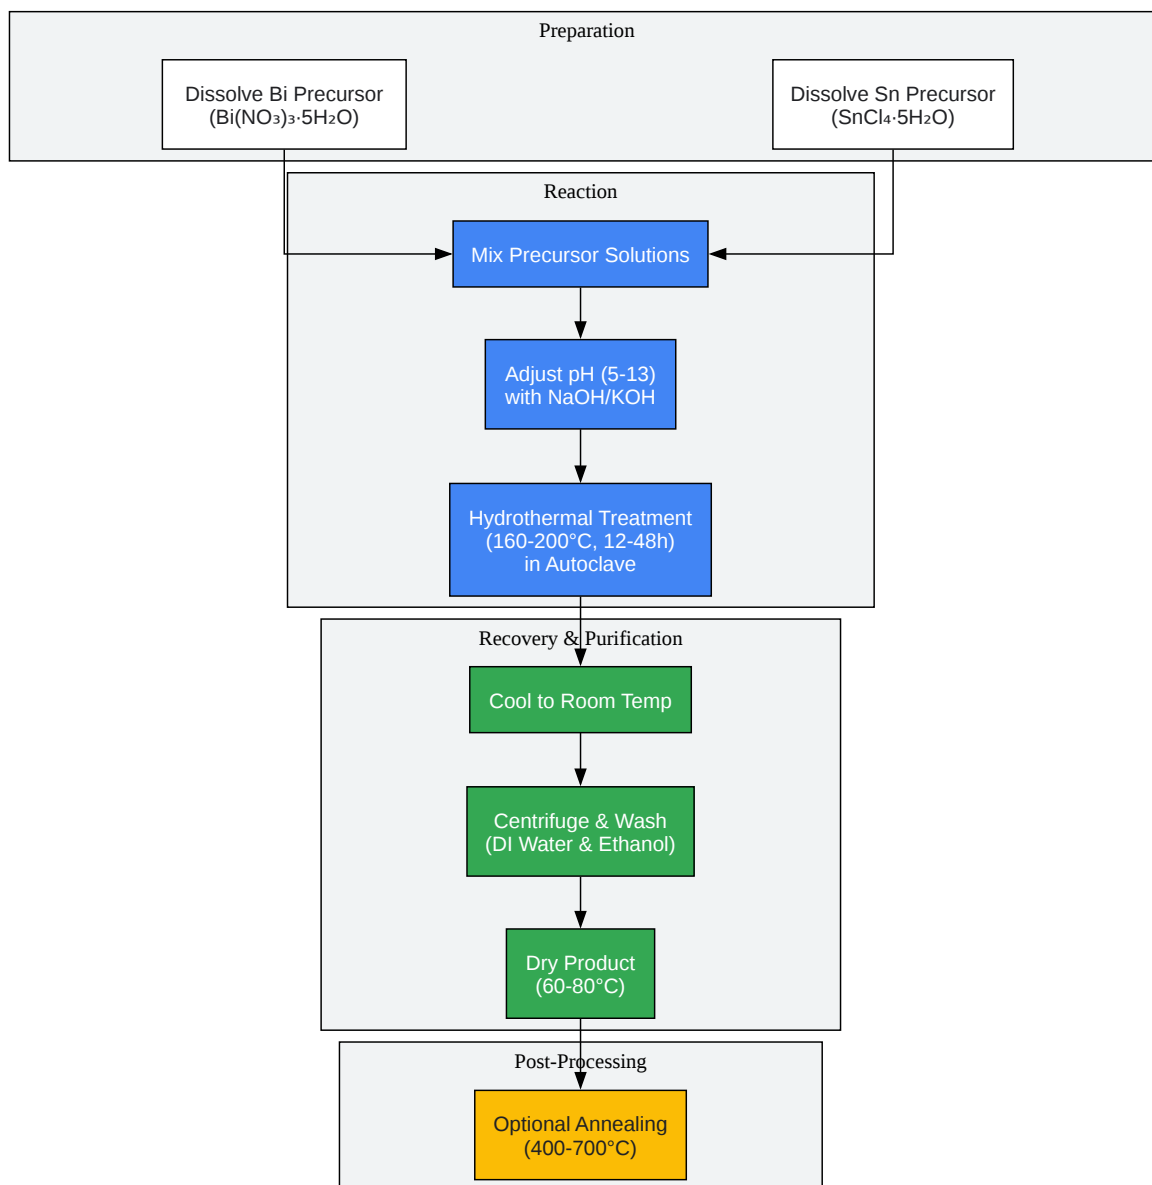 Preparation
Dissolve Bi Precursor
(Bi(NO₃)₃·5H₂O)
Dissolve Sn Precursor
(SnCl₄·5H₂O)
Reaction
Mix Precursor Solutions
Adjust pH (5-13)
with NaOH/KOH
Hydrothermal Treatment
(160-200°C, 12-48h)
in Autoclave
Recovery & Purification
Cool to Room Temp
Centrifuge & Wash
(DI Water & Ethanol)
Dry Product
(60-80°C)
Post-Processing
Optional Annealing
(400-700°C)